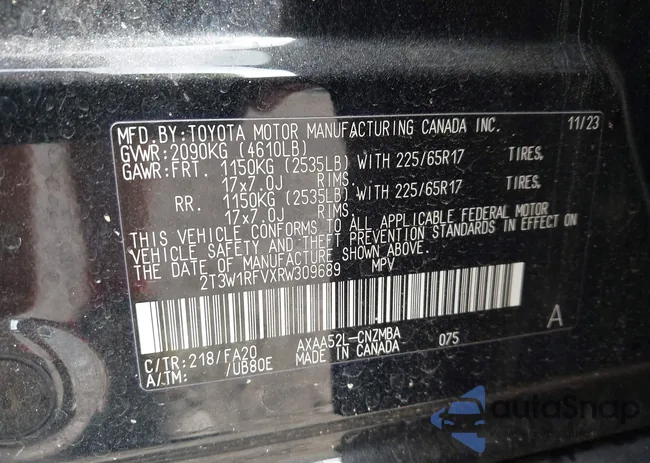 MFD.BY:TOYOTA MOTOR MANUFACTURING CANADA INC. 11/23
GVWR:2090KG (4610LB)
GAWR:FRT. 1150KG (2535LB) WITH 225/65R17 TIRES,
17x7.0J RIMS.
RR. 1150KG (2535LB) WITH 225/65R17 TIRES,
17x7.0J RIMS.
THIS VEHICLE CONFORMS TO ALL APPLICABLE FEDERAL MOTOR
VEHICLE SAFETY AND THEFT PREVENTION STANDARDS IN EFFECT ON
THE DATE OF MANUFACTURE SHOWN ABOVE.
2T3W1RFVXRW309689 MPV
A
C/TR:218/FA20 AXAA52L-CNZMBA 075
A/TM: /UB80E MADE IN CANADA
autoSnap